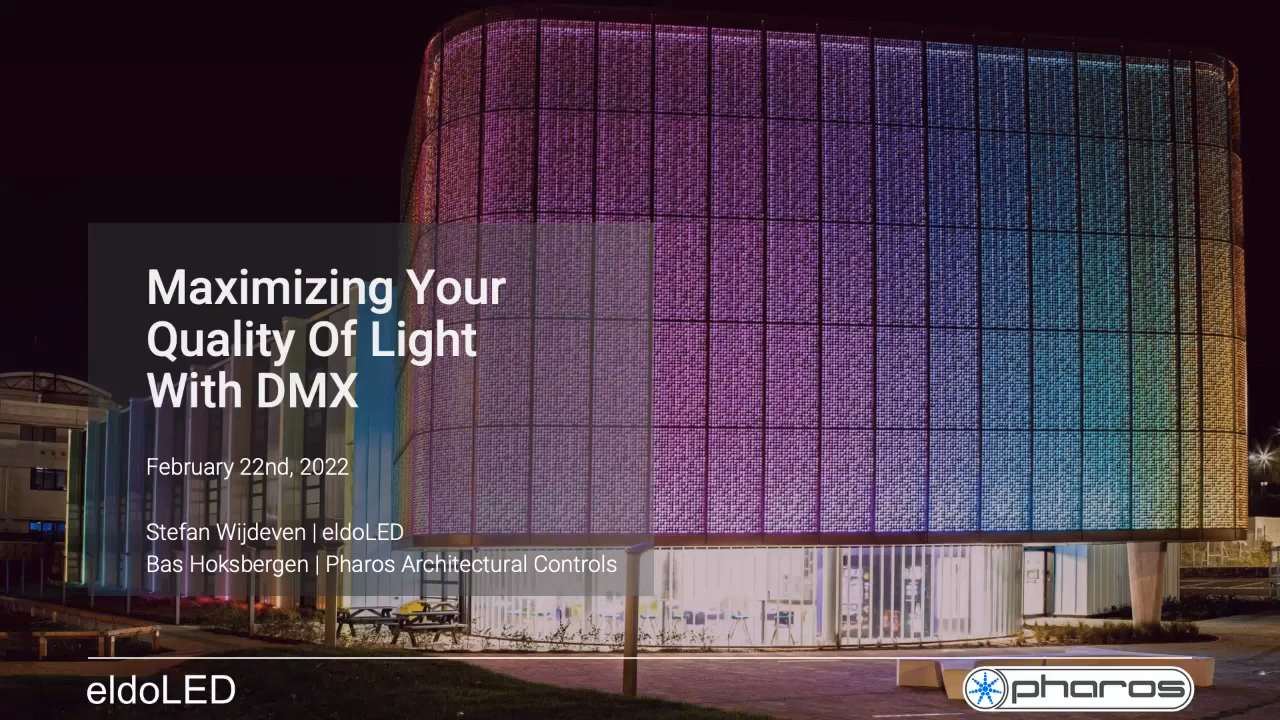 Maximizing Your
Quality Of Light
With DMX
February 22nd, 2022
Stefan Wijdeven | eldoLED
Bas Hoksbergen | Pharos Architectural Controls
eldoLED
pharos